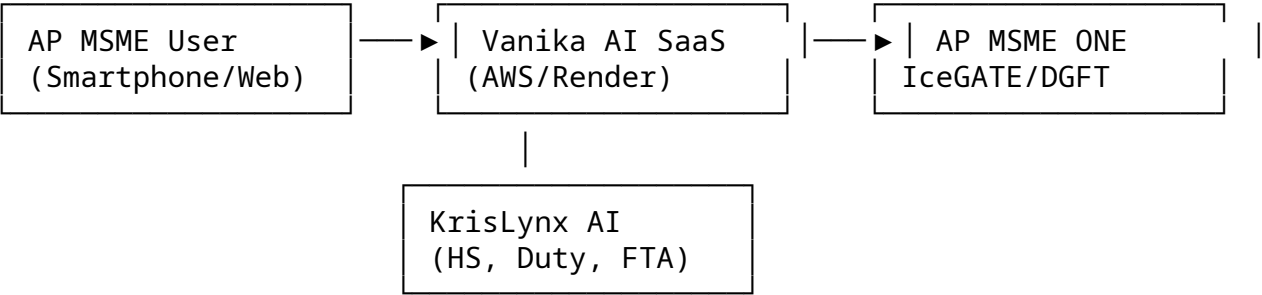 AP MSME User Vanika AI SaaS AP MSME ONE
(Smartphone/Web) (AWS/Render) IceGATE/DGFT
KrisLynx AI
(HS, Duty, FTA)